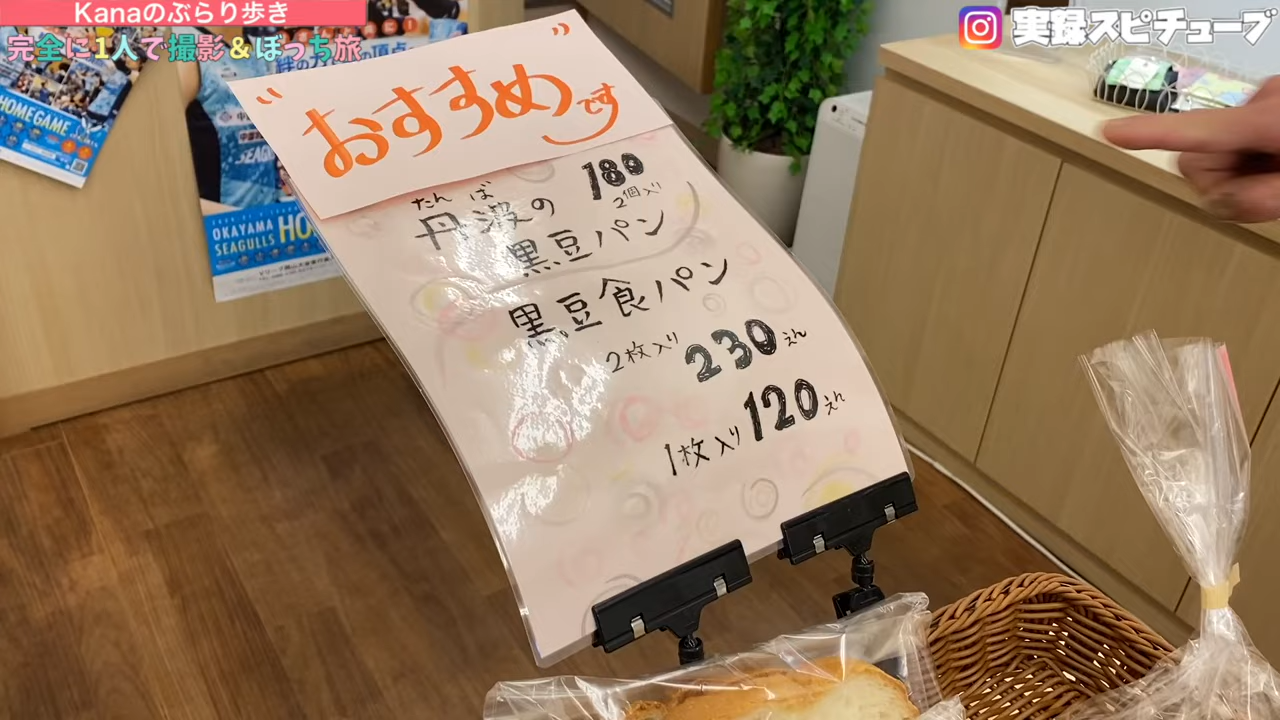 Kanaのぶらり歩き
完全に1人で撮影&ぼっち旅
実録スピチューブ
HOME GAME
OKAYAMA
SEAGULLS
"おすすめです"
たんば
丹波の
黒豆パン
180
2個入り
黒豆食パン
2枚入り 230えん
1枚入り 120えん